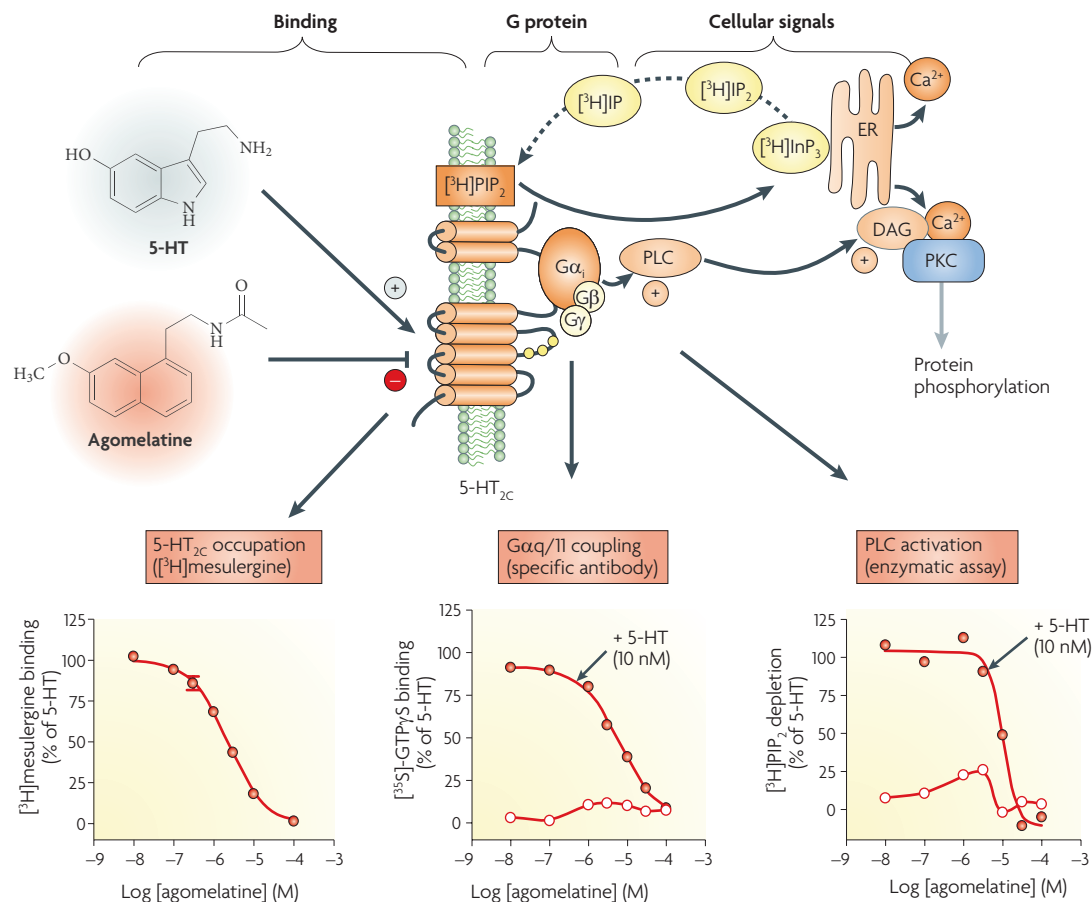 Binding
G protein
Cellular signals
HO
NH₂
N
H
5-HT
[³H]IP
[³H]IP₂
[³H]InP₃
ER
Ca²⁺
[³H]PIP₂
Gαᵢ
Gβ
Gγ
PLC
+
DAG
+
Ca²⁺
PKC
Protein
phosphorylation
+
–
O
N
H
O
H₃C
Agomelatine
5-HT₂C
5-HT₂C occupation
([³H]mesulergine)
[³H]mesulergine binding
(% of 5-HT)
125
100
75
50
25
0
–9 –8 –7 –6 –5 –4 –3
Log [agomelatine] (M)
Gαq/11 coupling
(specific antibody)
[³⁵S]-GTPγS binding
(% of 5-HT)
125
100
75
50
25
0
+ 5-HT
(10 nM)
–9 –8 –7 –6 –5 –4 –3
Log [agomelatine] (M)
PLC activation
(enzymatic assay)
[³H]PIP₂ depletion
(% of 5-HT)
125
100
75
50
25
0
+ 5-HT
(10 nM)
–9 –8 –7 –6 –5 –4 –3
Log [agomelatine] (M)